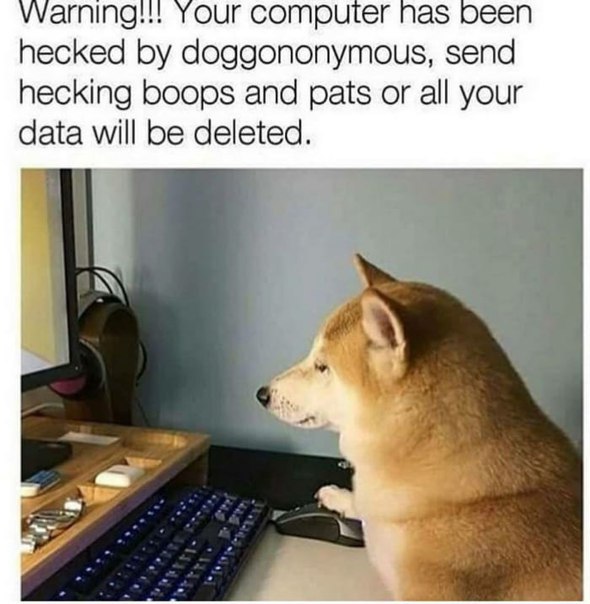 Warning!!! Your computer has been
hecked by doggononymous, send
hecking boops and pats or all your
data will be deleted.